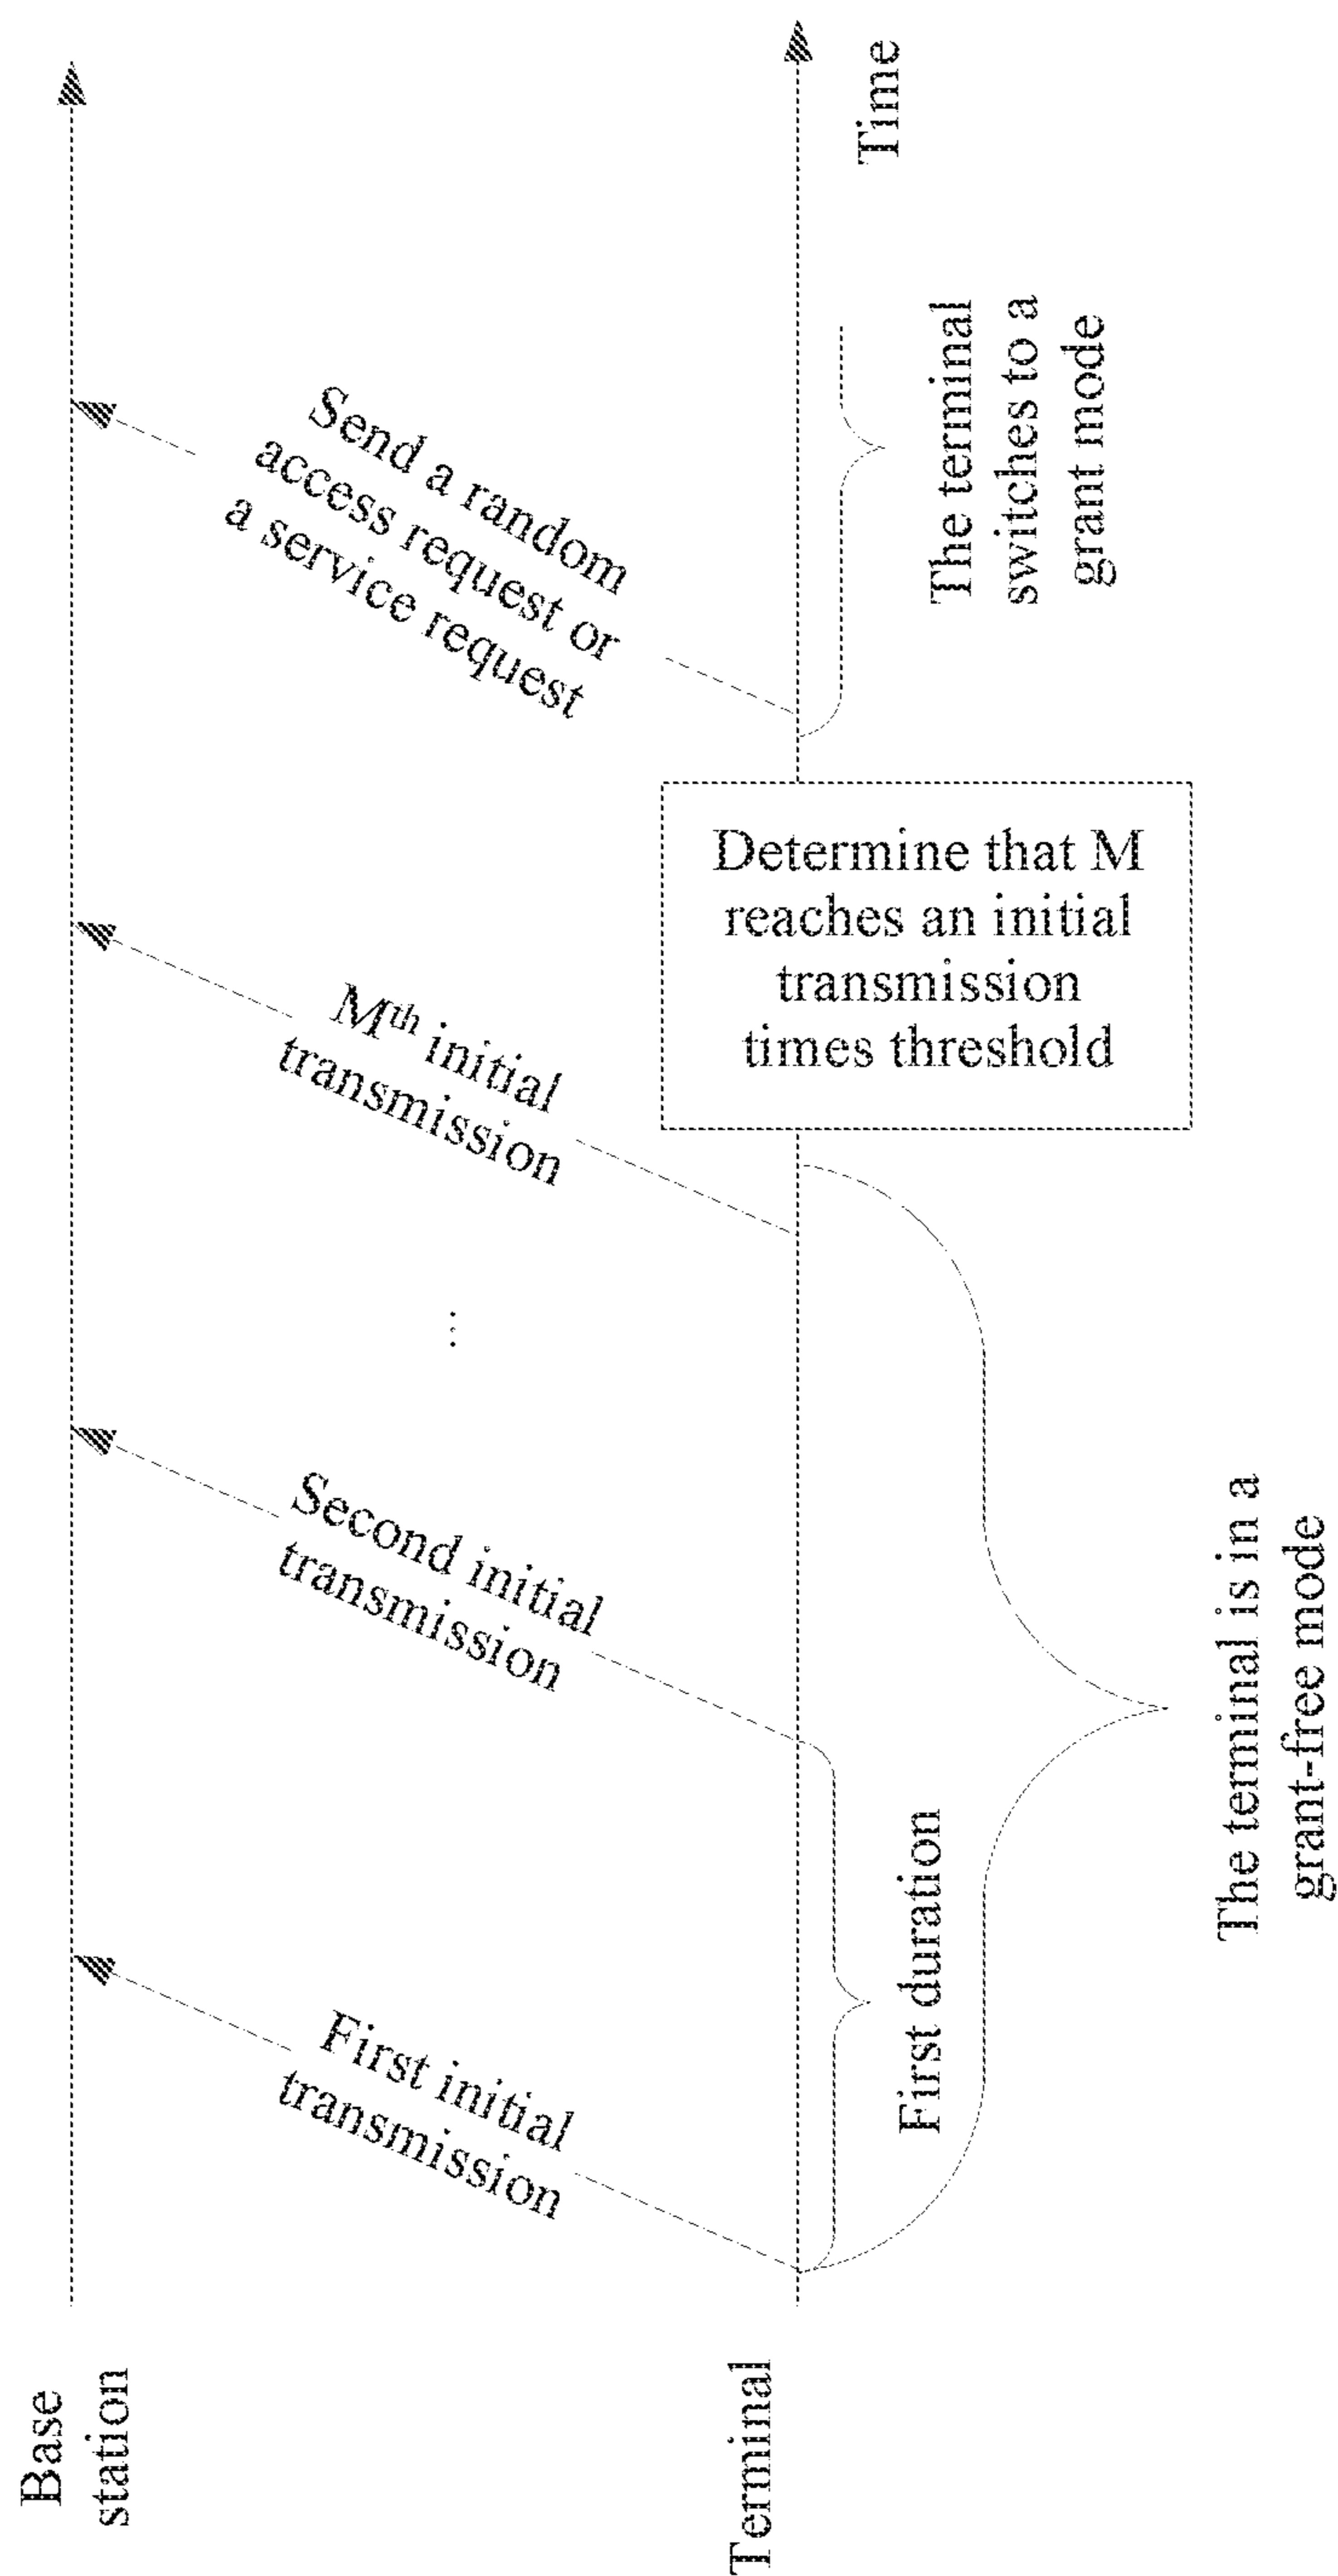 Base
station
Terminal
First initial
transmission
Second initial
transmission
...
Mth initial
transmission
Send a random
access request or
a service request
Determine that M
reaches an initial
transmission
times threshold
First duration
The terminal is in a
grant-free mode
The terminal
switches to a
grant mode
Time